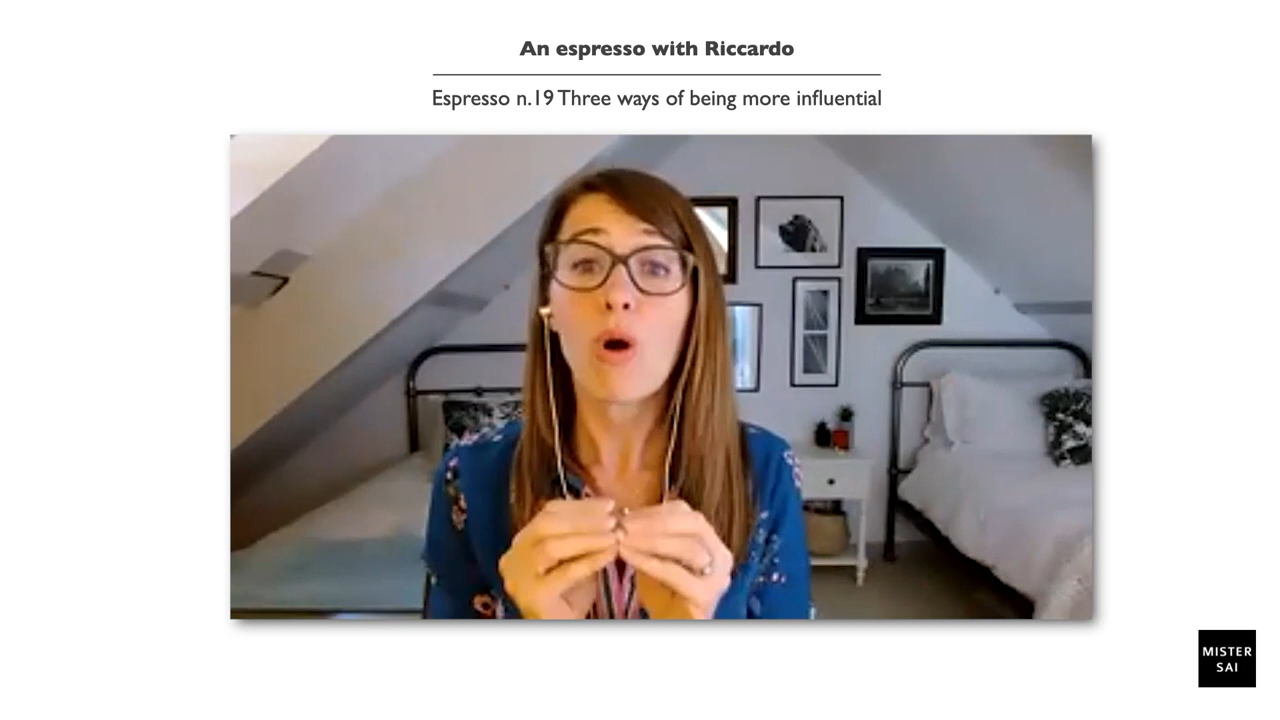 An espresso with Riccardo
Espresso n.19 Three ways of being more influential
MISTER
SAI